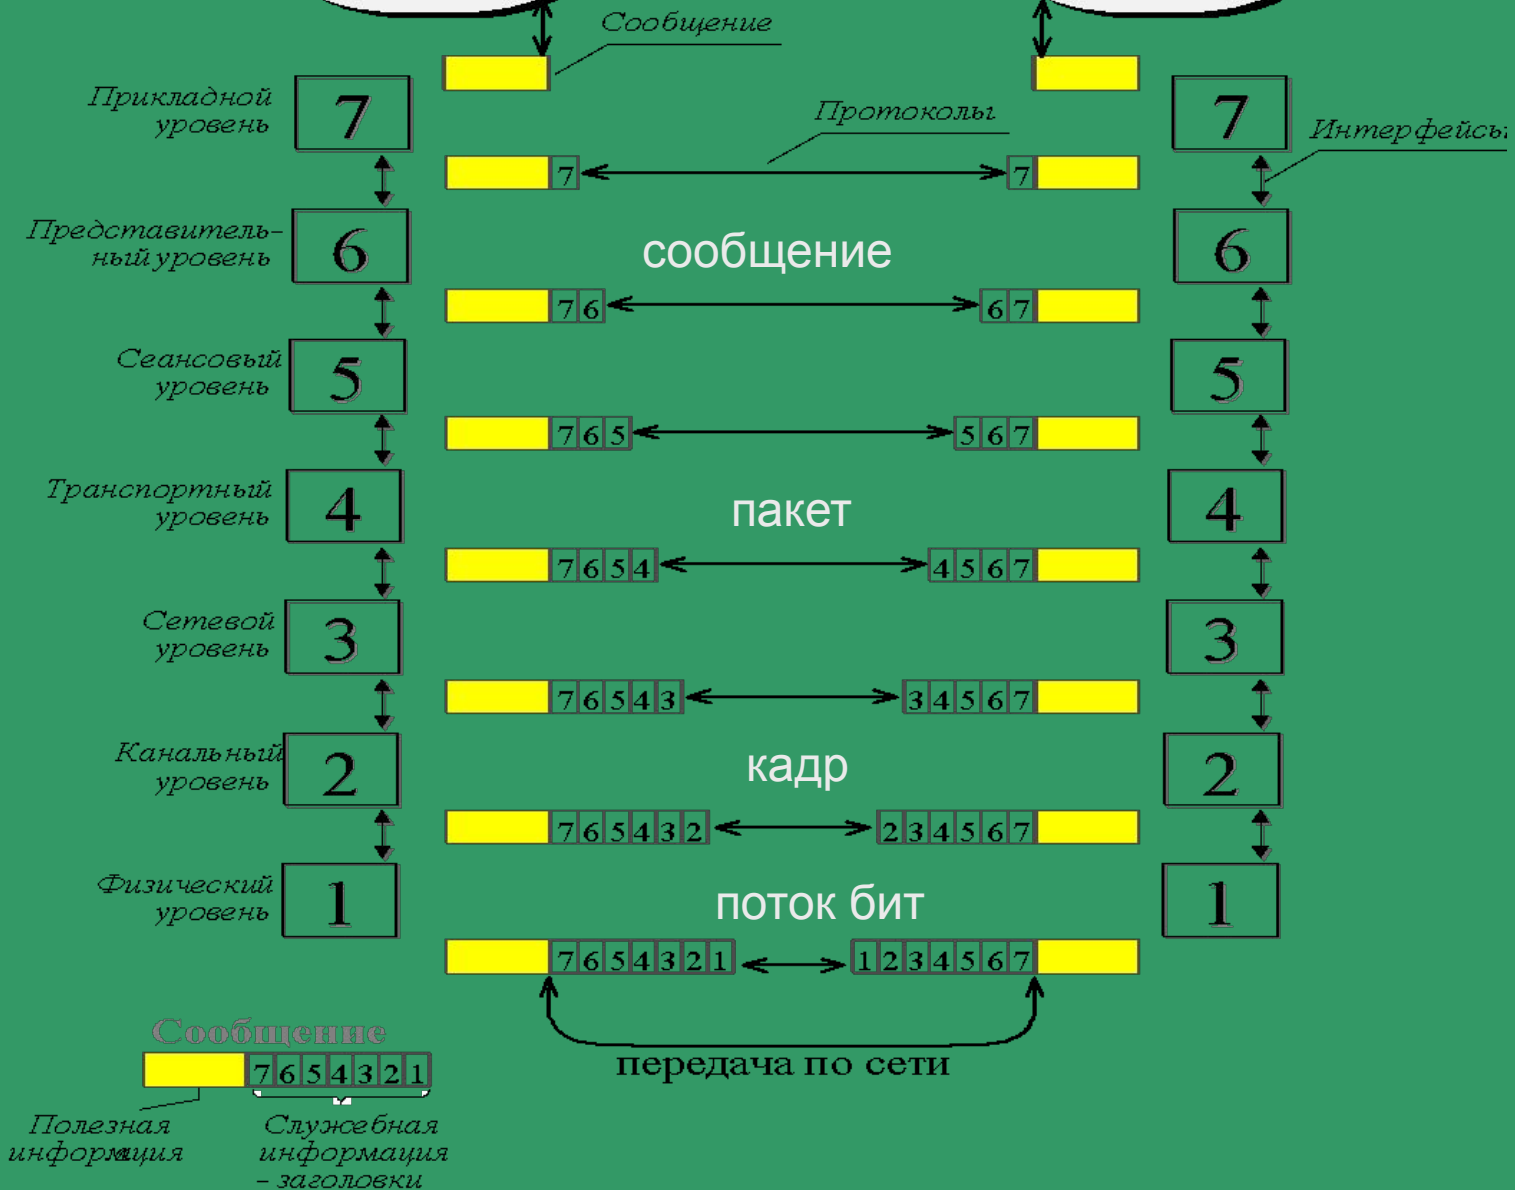 Сообщение
Прикладной
уровень
7
7
Протоколы
Интерфейсы
7
7
Представитель-
ный уровень
6
сообщение
6
7 6
6 7
Сеансовый
уровень
5
5
7 6 5
5 6 7
Транспортный
уровень
4
пакет
4
7 6 5 4
4 5 6 7
Сетевой
уровень
3
3
7 6 5 4 3
3 4 5 6 7
Канальный
уровень
2
кадр
2
7 6 5 4 3 2
2 3 4 5 6 7
Физический
уровень
1
поток бит
1
7 6 5 4 3 2 1
1 2 3 4 5 6 7
передача по сети
Сообщение
7 6 5 4 3 2 1
Полезная
информация
Служебная
информация
- заголовки